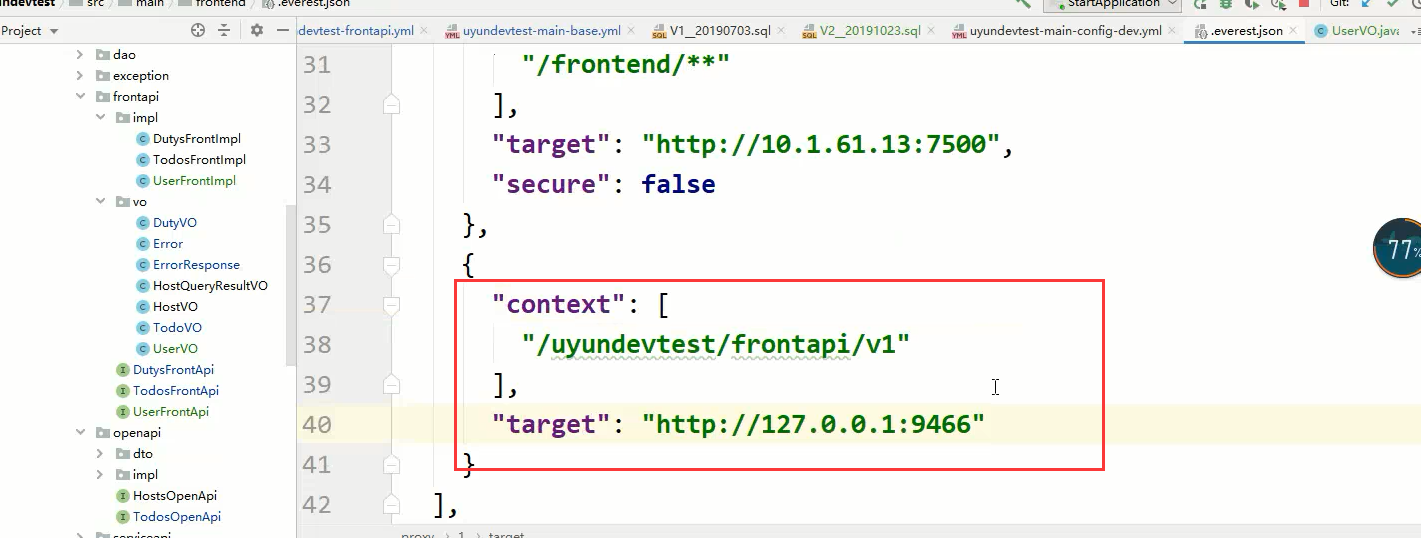 undevtest
src
main
frontend
.everest.json
StartApplication
Git:
Project
devtest-frontapi.yml
uyundevtest-main-base.yml
V1__20190703.sql
V2__20191023.sql
uyundevtest-main-config-dev.yml
.everest.json
UserVO.java
dao
exception
frontapi
impl
DutysFrontImpl
TodosFrontImpl
UserFrontImpl
vo
DutyVO
Error
ErrorResponse
HostQueryResultVO
HostVO
TodoVO
UserVO
DutysFrontApi
TodosFrontApi
UserFrontApi
openapi
dto
impl
HostsOpenApi
TodosOpenApi
serviceapi
31 "/frontend/**"
32 ],
33 "target": "http://10.1.61.13:7500",
34 "secure": false
35 },
36 {
37 "context": [
38 "/uyundevtest/frontapi/v1"
39 ],
40 "target": "http://127.0.0.1:9466"
41 }
42 ],
proxy > 1 > target
77%